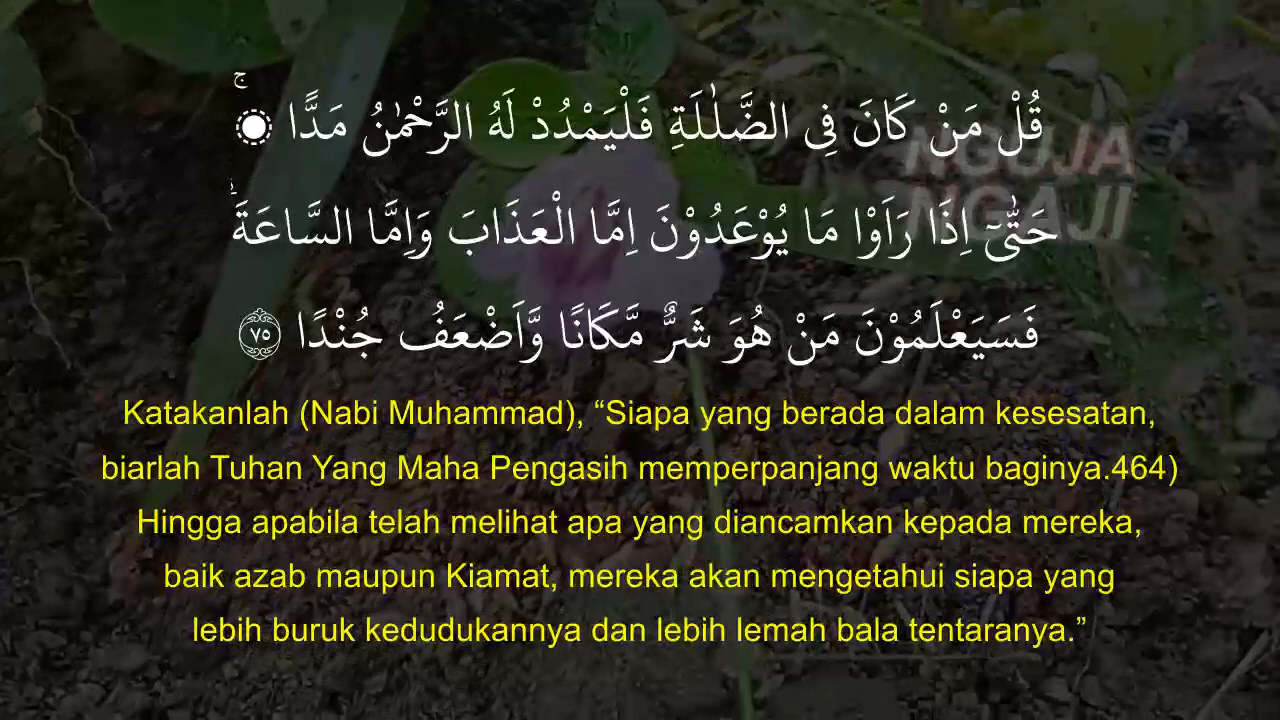 قُلْ مَنْ كَانَ فِى الضَّلٰلَةِ فَلْيَمْدُدْ لَهُ الرَّحْمٰنُ مَدًّا ۛۚ
حَتّٰىٓ اِذَا رَاَوْا مَا يُوْعَدُوْنَ اِمَّا الْعَذَابَ وَاِمَّا السَّاعَةَ ۗ
فَسَيَعْلَمُوْنَ مَنْ هُوَ شَرٌّ مَّكَانًا وَّاَضْعَفُ جُنْدًا ٧٥
NGUJA
NGAJI
Katakanlah (Nabi Muhammad), “Siapa yang berada dalam kesesatan,
biarlah Tuhan Yang Maha Pengasih memperpanjang waktu baginya.464)
Hingga apabila telah melihat apa yang diancamkan kepada mereka,
baik azab maupun Kiamat, mereka akan mengetahui siapa yang
lebih buruk kedudukannya dan lebih lemah bala tentaranya.”